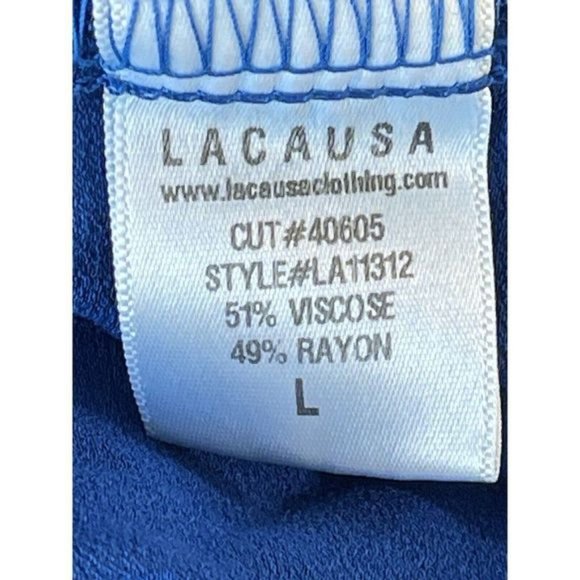 LACAUSA
www.lacausaclothing.com
CUT#40605
STYLE#LA11312
51% VISCOSE
49% RAYON
L